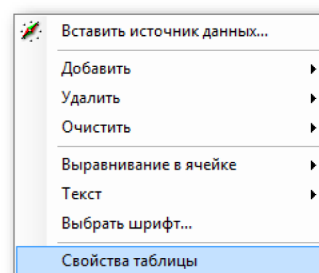 Вставить источник данных...
Добавить
Удалить
Очистить
Выравнивание в ячейке
Текст
Выбрать шрифт...
Свойства таблицы